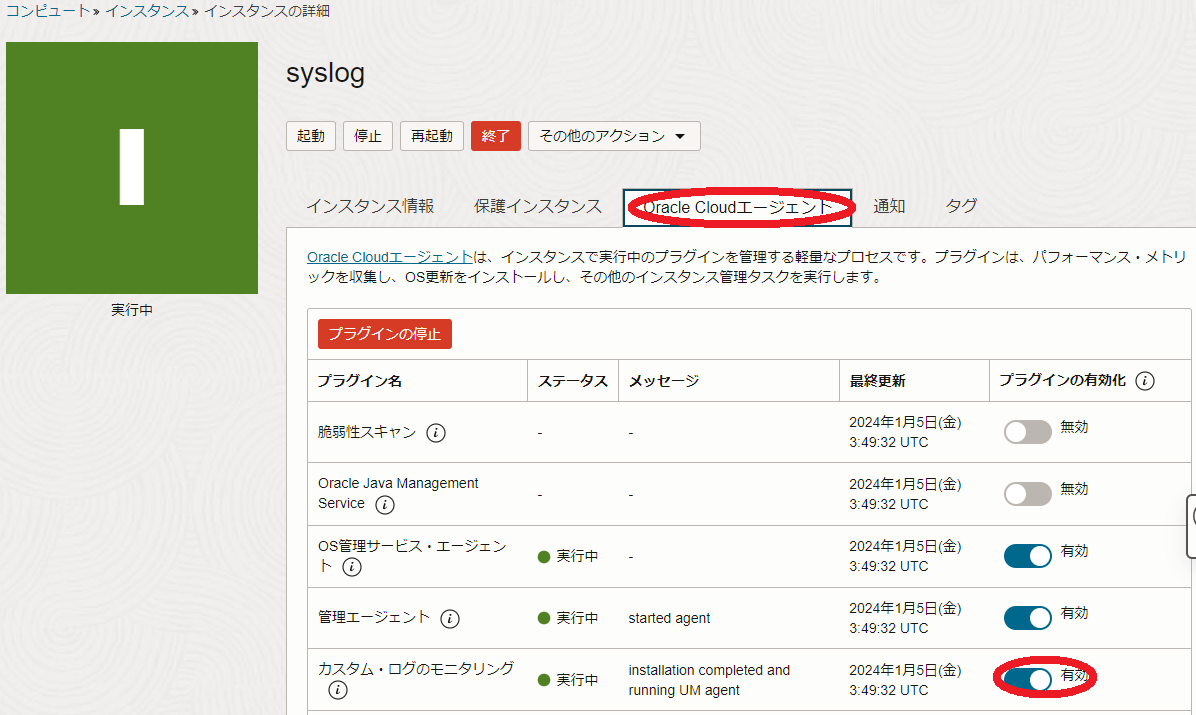 コンピュート » インスタンス » インスタンスの詳細
syslog
起動 停止 再起動 終了 その他のアクション
実行中
インスタンス情報 保護インスタンス Oracle Cloudエージェント 通知 タグ
Oracle Cloudエージェントは、インスタンスで実行中のプラグインを管理する軽量なプロセスです。プラグインは、パフォーマンス・メトリ
ックを収集し、OS更新をインストールし、その他のインスタンス管理タスクを実行します。
プラグインの停止
プラグイン名 ステータス メッセージ 最終更新 プラグインの有効化 i
脆弱性スキャン i - - 2024年1月5日(金) 無効
3:49:32 UTC
Oracle Java Management 2024年1月5日(金) 無効
Service i - - 3:49:32 UTC
OS管理サービス・エージェン 実行中 - 2024年1月5日(金) 有効
ト i 3:49:32 UTC
管理エージェント i 実行中 started agent 2024年1月5日(金) 有効
3:49:32 UTC
カスタム・ログのモニタリング 実行中 installation completed and 2024年1月5日(金) 有効
i running UM agent 3:49:32 UTC